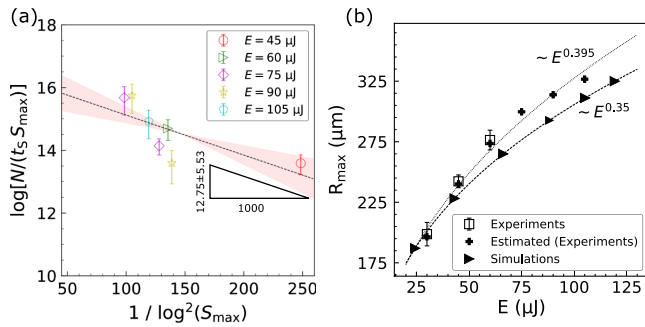 (a)
log[N/(t_S S_max)]
18
16
14
12
10
E = 45 μJ
E = 60 μJ
E = 75 μJ
E = 90 μJ
E = 105 μJ
12.75±5.53
1000
50
100
150
200
250
1 / log²(S_max)
(b)
R_max (μm)
325
275
225
175
~ E^0.395
~ E^0.35
Experiments
Estimated (Experiments)
Simulations
25
50
75
100
125
E (μJ)